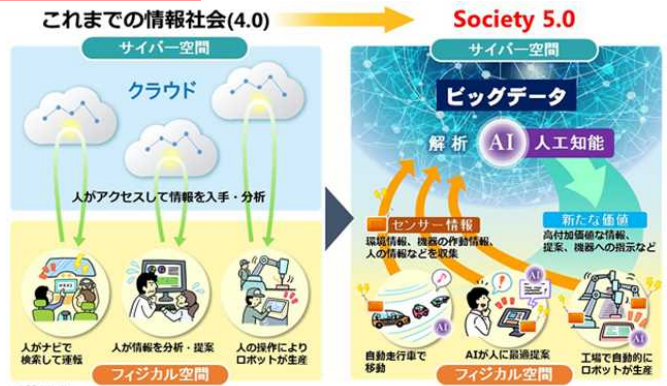 これまでの情報社会(4.0)
サイバー空間
クラウド
人がアクセスして情報を入手・分析
人がナビで
検索して運転
人が情報を分析・提案
人の操作により
ロボットが生産
フィジカル空間
Society 5.0
サイバー空間
ビッグデータ
解析 AI 人工知能
センサー情報
環境情報、機器の作動情報、
人の情報などを収集
新たな価値
高付加価値な情報、
提案、機器への指示など
AI
AI
AI
自動走行車で
移動
AIが人に最適提案
工場で自動的に
ロボットが生産
フィジカル空間